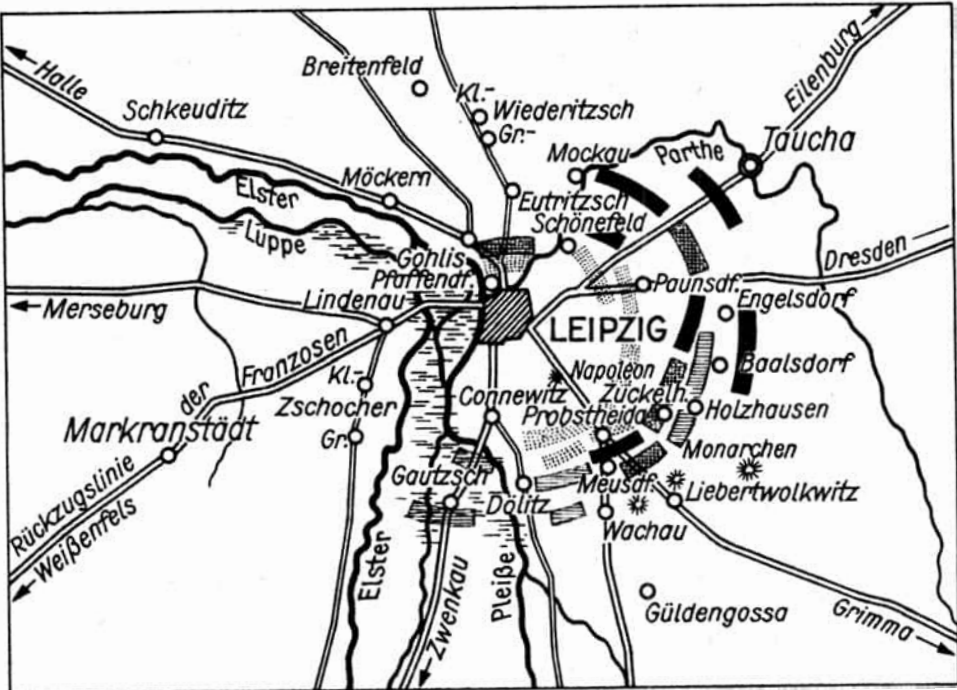 Halle
Breitenfeld
Kl.-
Wiederitzsch
Gr.-
Eilenburg
Schkeuditz
Mockau
Parthe
Taucha
Elster
Möckern
Eutritzsch
Schönefeld
Luppe
Gohlis
Pfaffendf.
Dresden
Paunsdf.
Merseburg
Lindenau
Engelsdorf
LEIPZIG
Rückzugslinie der Franzosen
Napoleon
Baalsdorf
Kl.-
Zschocher
Gr.-
Connewitz
Zuckelh.
Probstheida
Holzhausen
Markranstädt
Monarchen
Gautzsch
Meusdf.
Liebertwolkwitz
Dölitz
Wachau
Weißenfels
Elster
Zwenkau
Pleiße
Güldengossa
Grimma